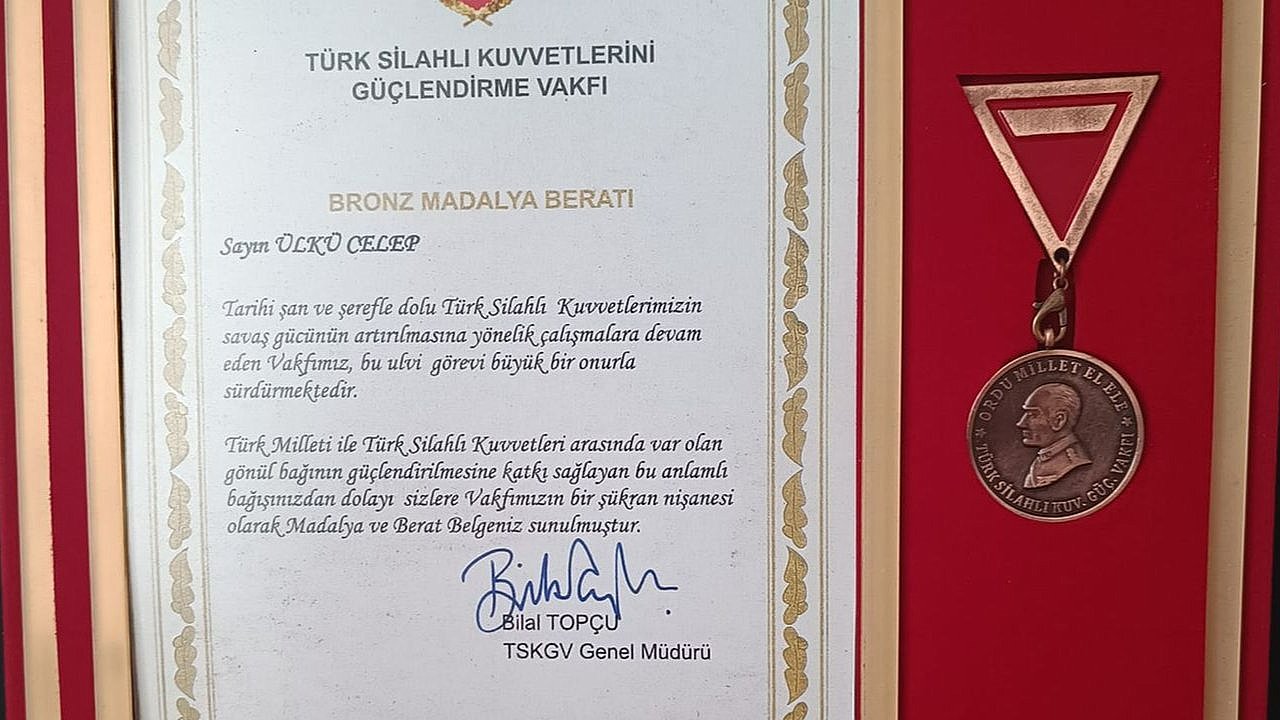 TÜRK SİLAHLI KUVVETLERİNİ
GÜÇLENDİRME VAKFI
BRONZ MADALYA BERATI
Sayın ÜLKÜ CELEP
Tarihi şan ve şerefle dolu Türk Silahlı Kuvvetlerimizin
savaş gücünün artırılmasına yönelik çalışmalara devam
eden Vakfımız, bu ulvi görevi büyük bir onurla
sürdürmektedir.
Türk Milleti ile Türk Silahlı Kuvvetleri arasında var olan
gönül bağının güçlendirilmesine katkı sağlayan bu anlamlı
bağışınızdan dolayı sizlere Vakfımızın bir şükran nişanesi
olarak Madalya ve Berat Belgeniz sunulmuştur.
Bilal TOPÇU
TSKGV Genel Müdürü
ORDU MİLLET EL ELE
TÜRK SİLAHLI KUV. GÜÇ. VAKFI